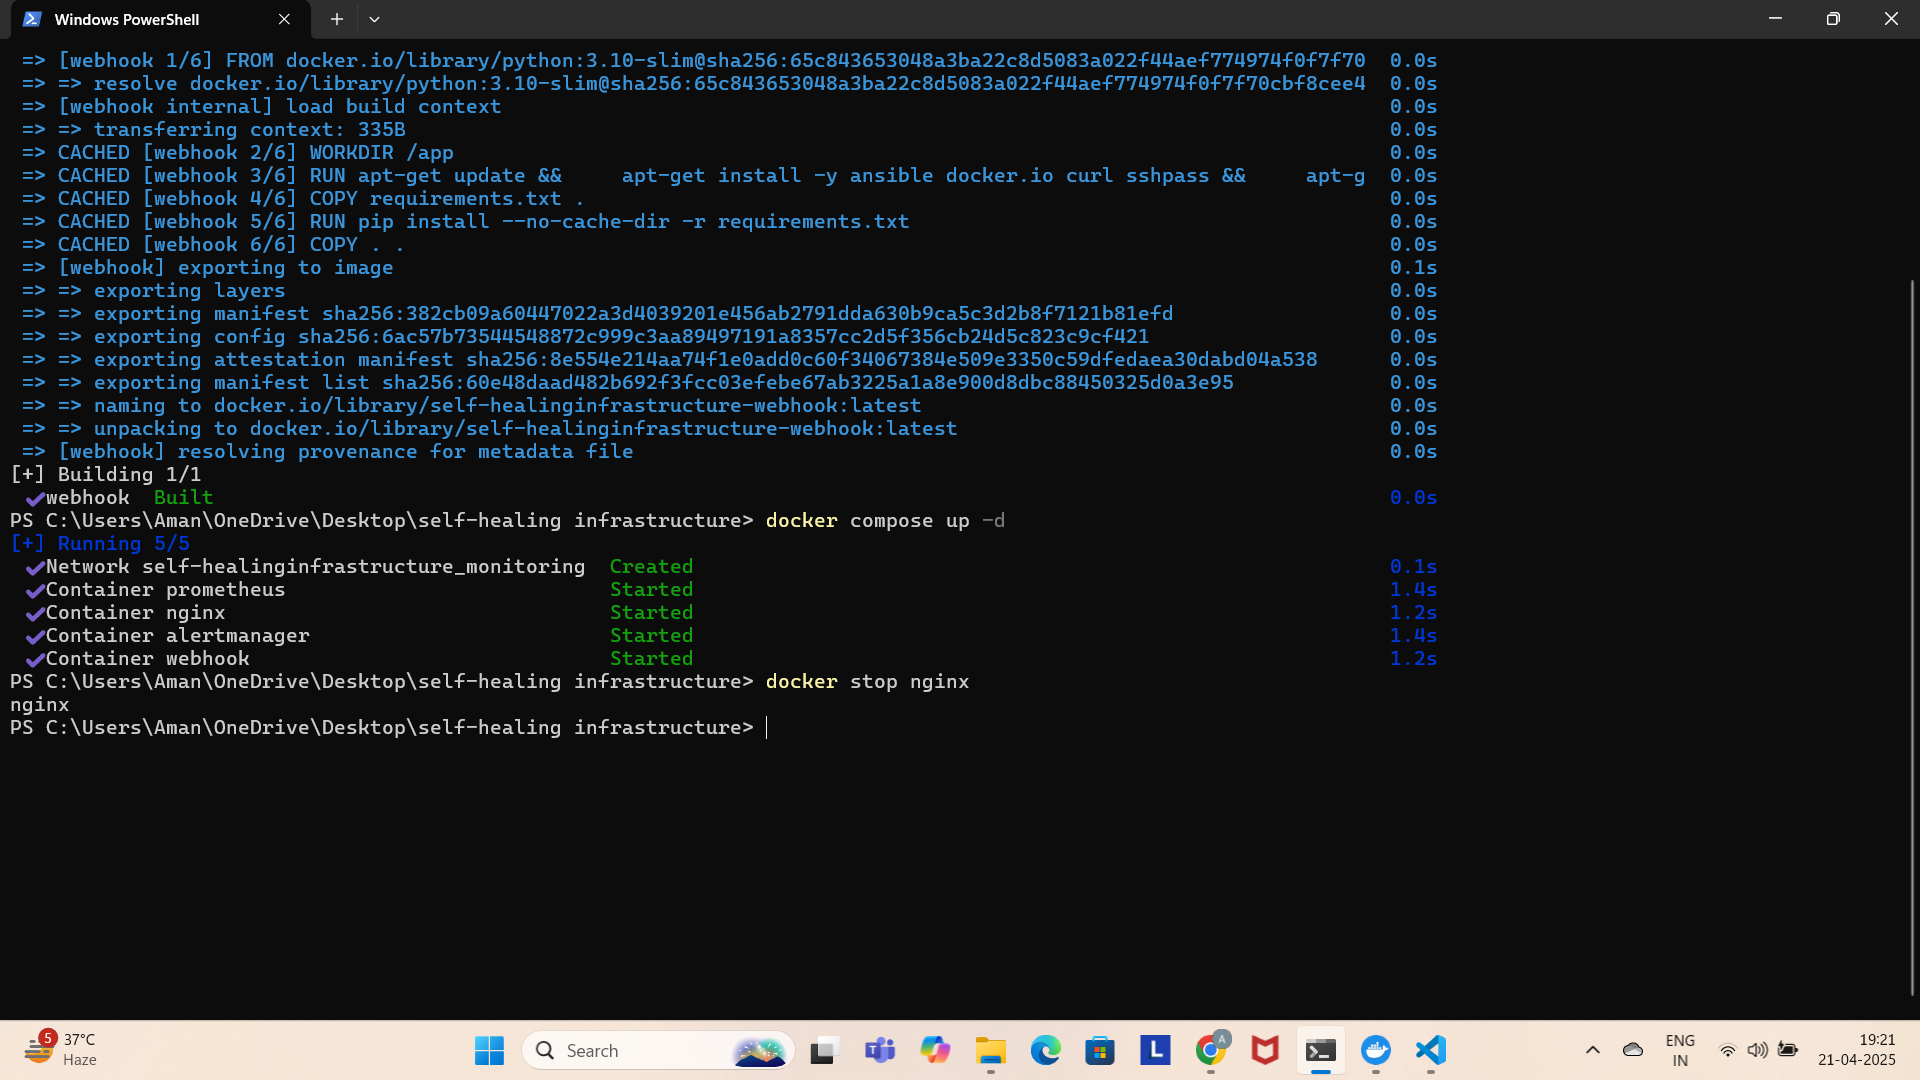 Windows PowerShell
=> [webhook 1/6] FROM docker.io/library/python:3.10-slim@sha256:65c843653048a3ba22c8d5083a022f44aef774974f0f7f70 0.0s
=> => resolve docker.io/library/python:3.10-slim@sha256:65c843653048a3ba22c8d5083a022f44aef774974f0f7f70cbf8cee4 0.0s
=> [webhook internal] load build context 0.0s
=> => transferring context: 335B 0.0s
=> CACHED [webhook 2/6] WORKDIR /app 0.0s
=> CACHED [webhook 3/6] RUN apt-get update &&     apt-get install -y ansible docker.io curl sshpass &&     apt-g 0.0s
=> CACHED [webhook 4/6] COPY requirements.txt . 0.0s
=> CACHED [webhook 5/6] RUN pip install --no-cache-dir -r requirements.txt 0.0s
=> CACHED [webhook 6/6] COPY . . 0.0s
=> [webhook] exporting to image 0.1s
=> => exporting layers 0.0s
=> => exporting manifest sha256:382cb09a60447022a3d4039201e456ab2791dda630b9ca5c3d2b8f7121b81efd 0.0s
=> => exporting config sha256:6ac57b73544548872c999c3aa89497191a8357cc2d5f356cb24d5c823c9cf421 0.0s
=> => exporting attestation manifest sha256:8e554e214aa74f1e0add0c60f34067384e509e3350c59dfedaea30dabd04a538 0.0s
=> => exporting manifest list sha256:60e48daad482b692f3fcc03efebe67ab3225a1a8e900d8dbc88450325d0a3e95 0.0s
=> => naming to docker.io/library/self-healinginfrastructure-webhook:latest 0.0s
=> => unpacking to docker.io/library/self-healinginfrastructure-webhook:latest 0.0s
=> [webhook] resolving provenance for metadata file 0.0s
[+] Building 1/1
✔webhook  Built 0.0s
PS C:\Users\Aman\OneDrive\Desktop\self-healing infrastructure> docker compose up -d
[+] Running 5/5
✔Network self-healinginfrastructure_monitoring  Created 0.1s
✔Container prometheus Started 1.4s
✔Container nginx Started 1.2s
✔Container alertmanager Started 1.4s
✔Container webhook Started 1.2s
PS C:\Users\Aman\OneDrive\Desktop\self-healing infrastructure> docker stop nginx
nginx
PS C:\Users\Aman\OneDrive\Desktop\self-healing infrastructure>
5
37°C
Haze
Search
T
L
A
ENG
IN
19:21
21-04-2025